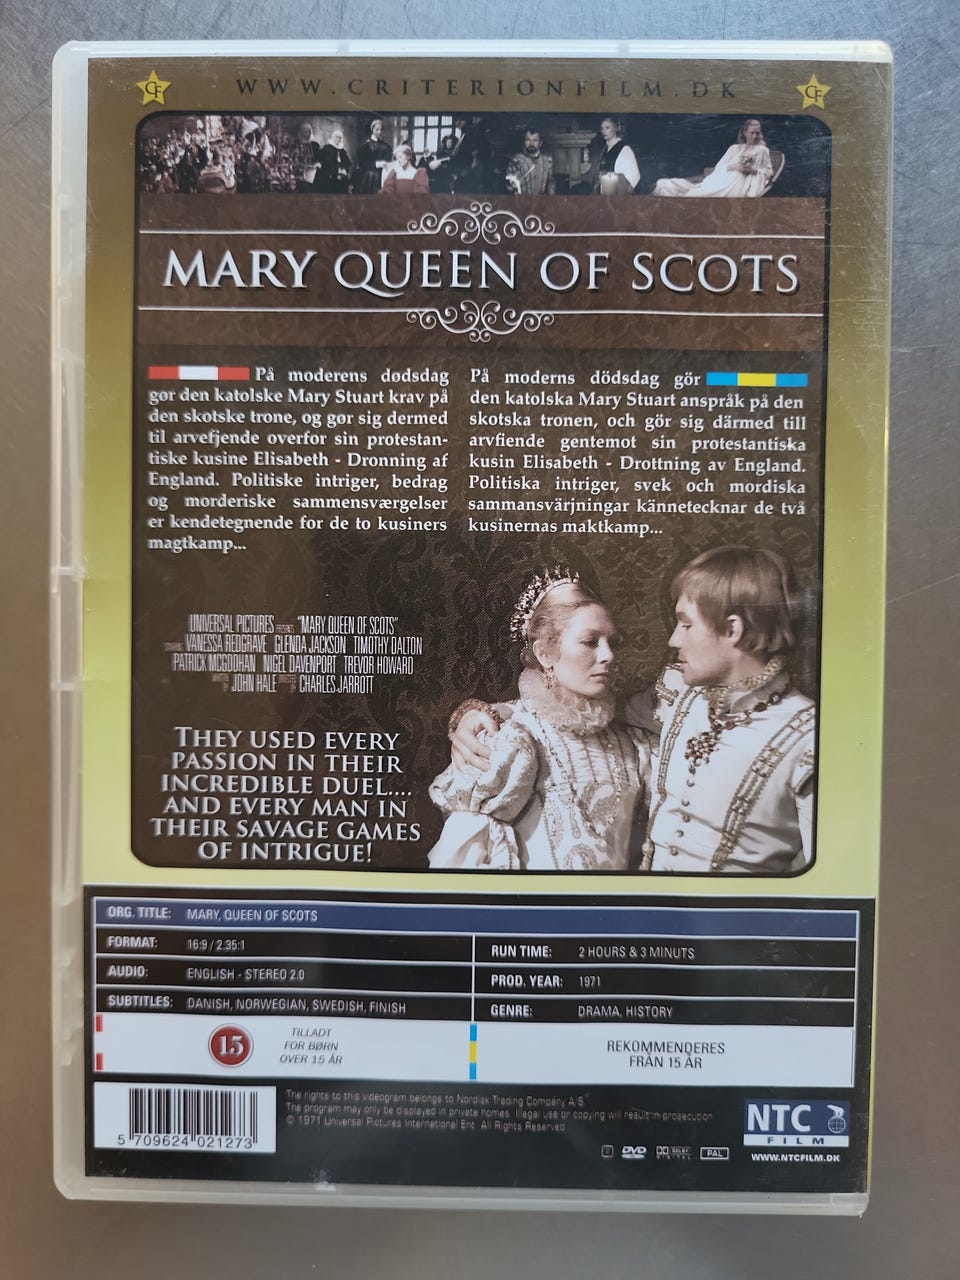 CF
WWW.CRITERIONFILM.DK
CF
MARY QUEEN OF SCOTS
På moderens dødsdag
gør den katolske Mary Stuart krav på
den skotske trone, og gør sig dermed
til arvefjende overfor sin protestan-
tiske kusine Elisabeth - Dronning af
England. Politiske intriger, bedrag
og morderiske sammensværgelser
er kendetegnende for de to kusiners
magtkamp...
På moderns dödsdag gör
den katolska Mary Stuart anspråk på den
skotska tronen, och gör sig därmed till
arvfiende gentemot sin protestantiska
kusin Elisabeth - Drottning av England.
Politiska intriger, svek och mordiska
sammansvärjningar kännetecknar de två
kusinernas maktkamp...
UNIVERSAL PICTURES PRESENTS "MARY QUEEN OF SCOTS"
STARRING VANESSA REDGRAVE GLENDA JACKSON TIMOTHY DALTON
PATRICK MCGOOHAN NIGEL DAVENPORT TREVOR HOWARD
WRITTEN BY JOHN HALE DIRECTED BY CHARLES JARROTT
THEY USED EVERY
PASSION IN THEIR
INCREDIBLE DUEL....
AND EVERY MAN IN
THEIR SAVAGE GAMES
OF INTRIGUE!
ORG. TITLE: MARY, QUEEN OF SCOTS
FORMAT: 16:9 / 2.35:1
AUDIO: ENGLISH - STEREO 2.0
SUBTITLES: DANISH, NORWEGIAN, SWEDISH, FINISH
RUN TIME: 2 HOURS & 3 MINUTS
PROD. YEAR: 1971
GENRE: DRAMA, HISTORY
15
TILLADT
FOR BØRN
OVER 15 ÅR
REKOMMENDERES
FRÅN 15 ÅR
5 709624 021273
The rights to this videogram belongs to Nordisk Trading Company A/S
The program may only be displayed in private homes. Illegal use or copying will result in prosecution.
© 1971 Universal Pictures International Ent. All Rights Reserved
DVD
DOLBY
DIGITAL
PAL
NTC
FILM
WWW.NTCFILM.DK